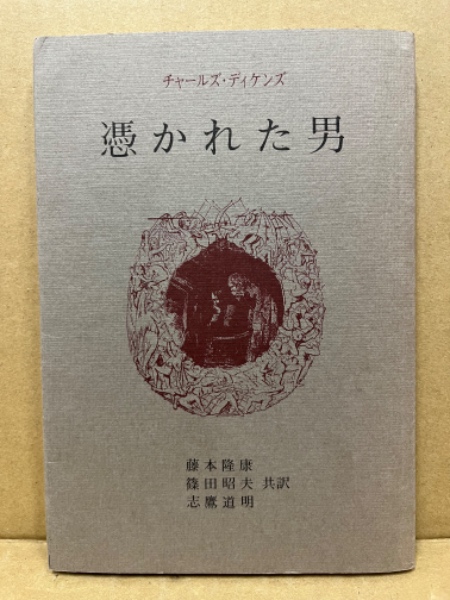 チャールズ・ディケンズ
憑かれた男
藤本隆康
篠田昭夫 共訳
志鷹道明